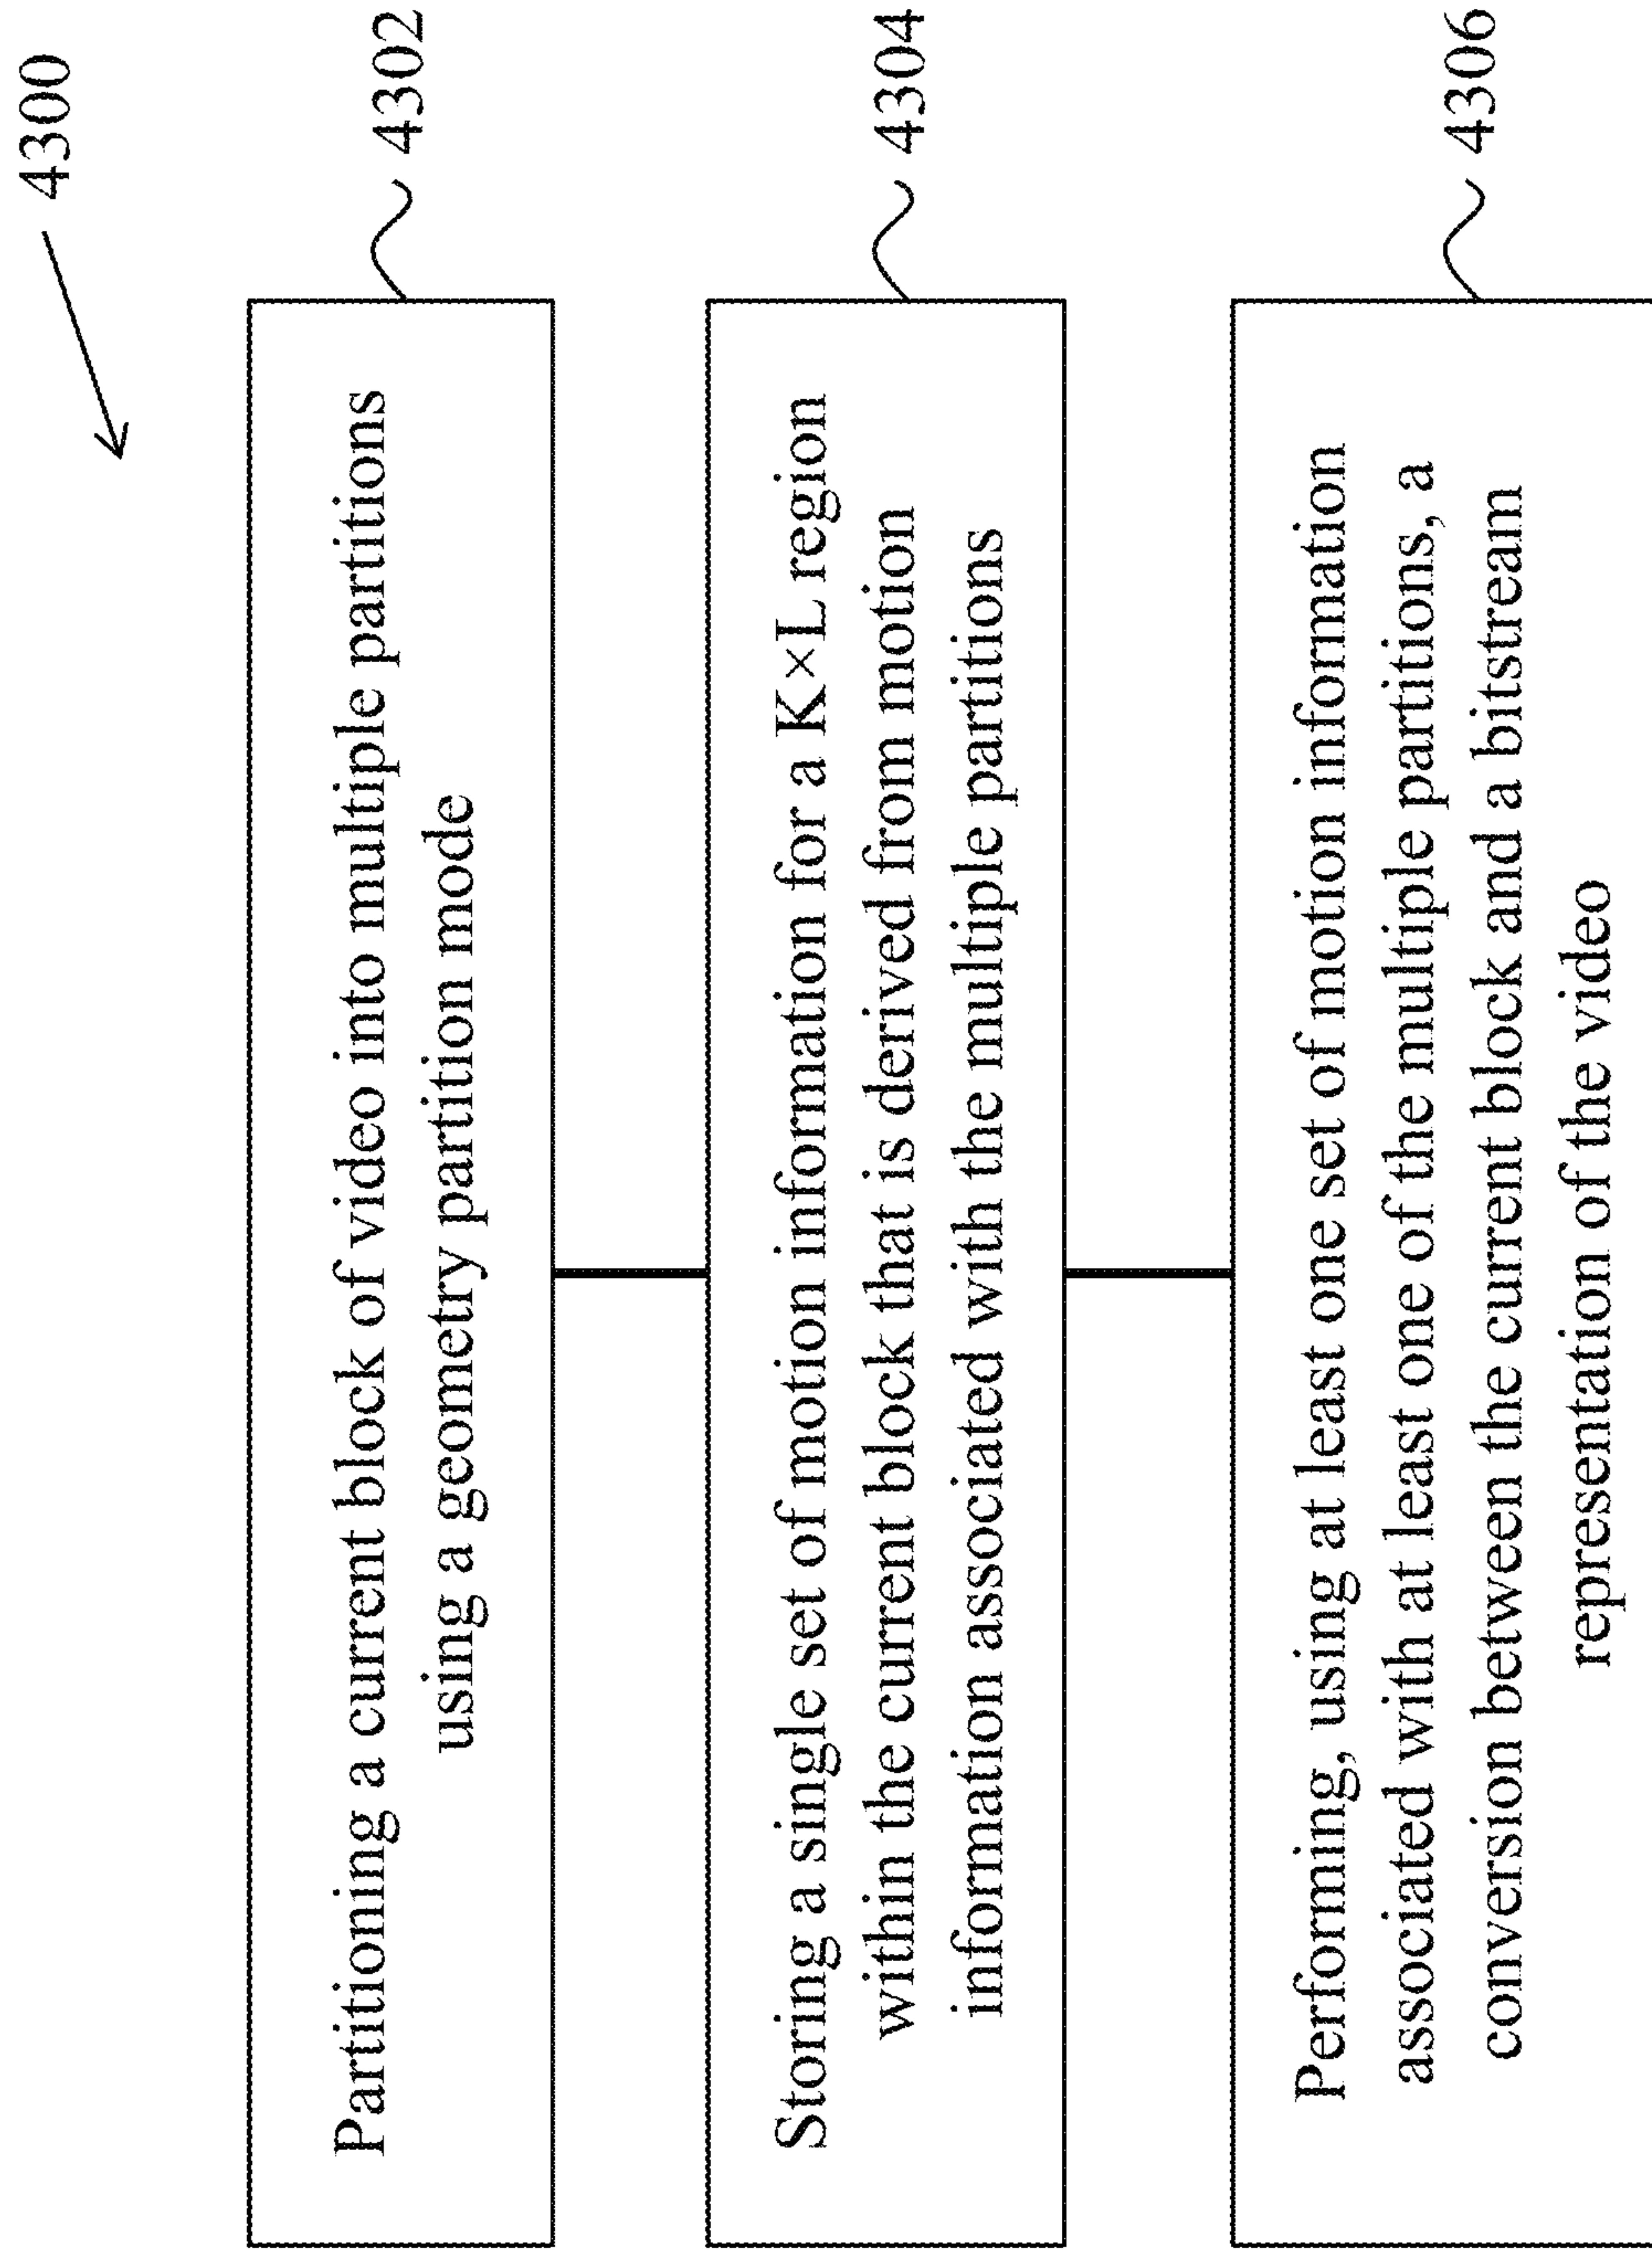 4300
Partitioning a current block of video into multiple partitions
using a geometry partition mode
4302
Storing a single set of motion information for a K×L region
within the current block that is derived from motion
information associated with the multiple partitions
4304
Performing, using at least one set of motion information
associated with at least one of the multiple partitions, a
conversion between the current block and a bitstream
representation of the video
4306